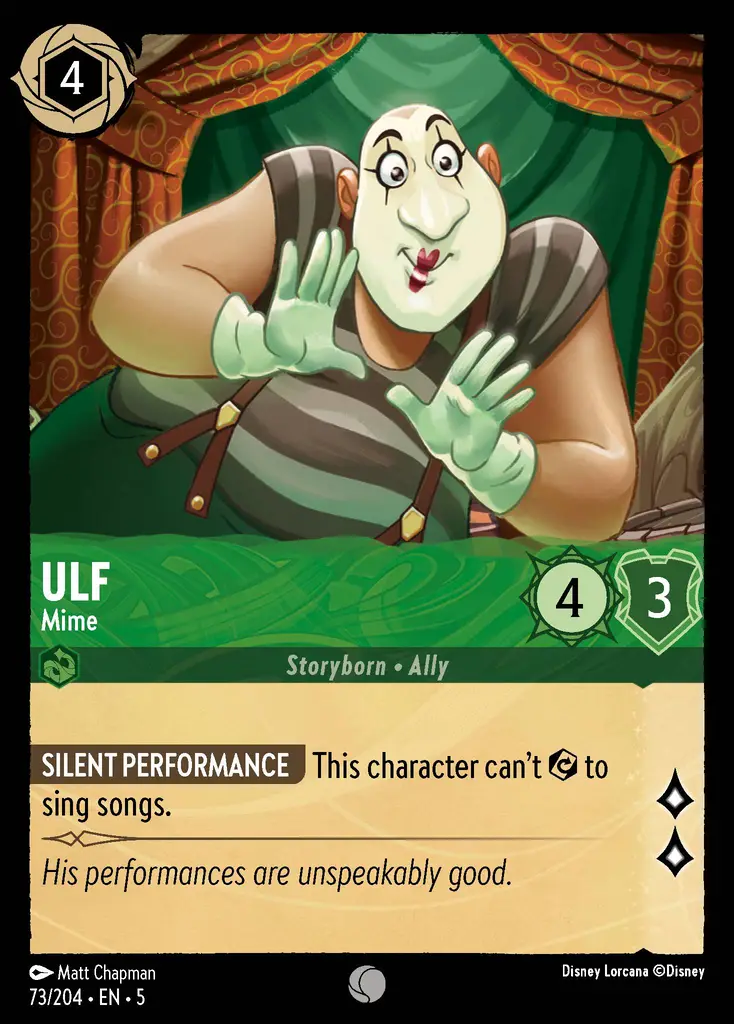 4
ULF
Mime
4
3
Storyborn • Ally
SILENT PERFORMANCE This character can't to
sing songs.
His performances are unspeakably good.
Matt Chapman
Disney Lorcana ©Disney
73/204 • EN • 5